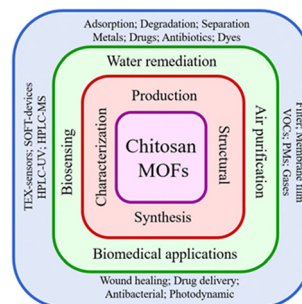 Adsorption; Degradation; Separation
Metals; Drugs; Antibiotics; Dyes
Water remediation
Production
TEX-sensors; SOFT-devices
HPLC-UV; HPLC-MS
Biosensing
Characterization
Chitosan
MOFs
Structural
Air purification
VOCs; PMs; Gases
Filter; Membrane film
Synthesis
Biomedical applications
Wound healing; Drug delivery;
Antibacterial; Photodynamic